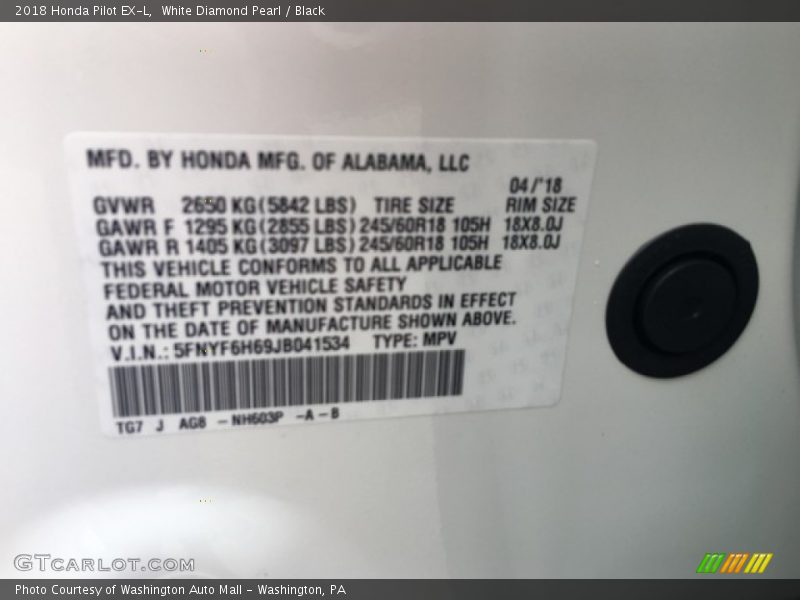 2018 Honda Pilot EX-L, White Diamond Pearl / Black
MFD. BY HONDA MFG. OF ALABAMA, LLC
04/'18
GVWR 2650 KG(5842 LBS) TIRE SIZE RIM SIZE
GAWR F 1295 KG(2855 LBS) 245/60R18 105H 18X8.0J
GAWR R 1405 KG(3097 LBS) 245/60R18 105H 18X8.0J
THIS VEHICLE CONFORMS TO ALL APPLICABLE
FEDERAL MOTOR VEHICLE SAFETY
AND THEFT PREVENTION STANDARDS IN EFFECT
ON THE DATE OF MANUFACTURE SHOWN ABOVE.
V.I.N.: 5FNYF6H69JB041534 TYPE: MPV
TG7 J AG8 -NH603P -A-B
GTCARLOT.COM
Photo Courtesy of Washington Auto Mall - Washington, PA